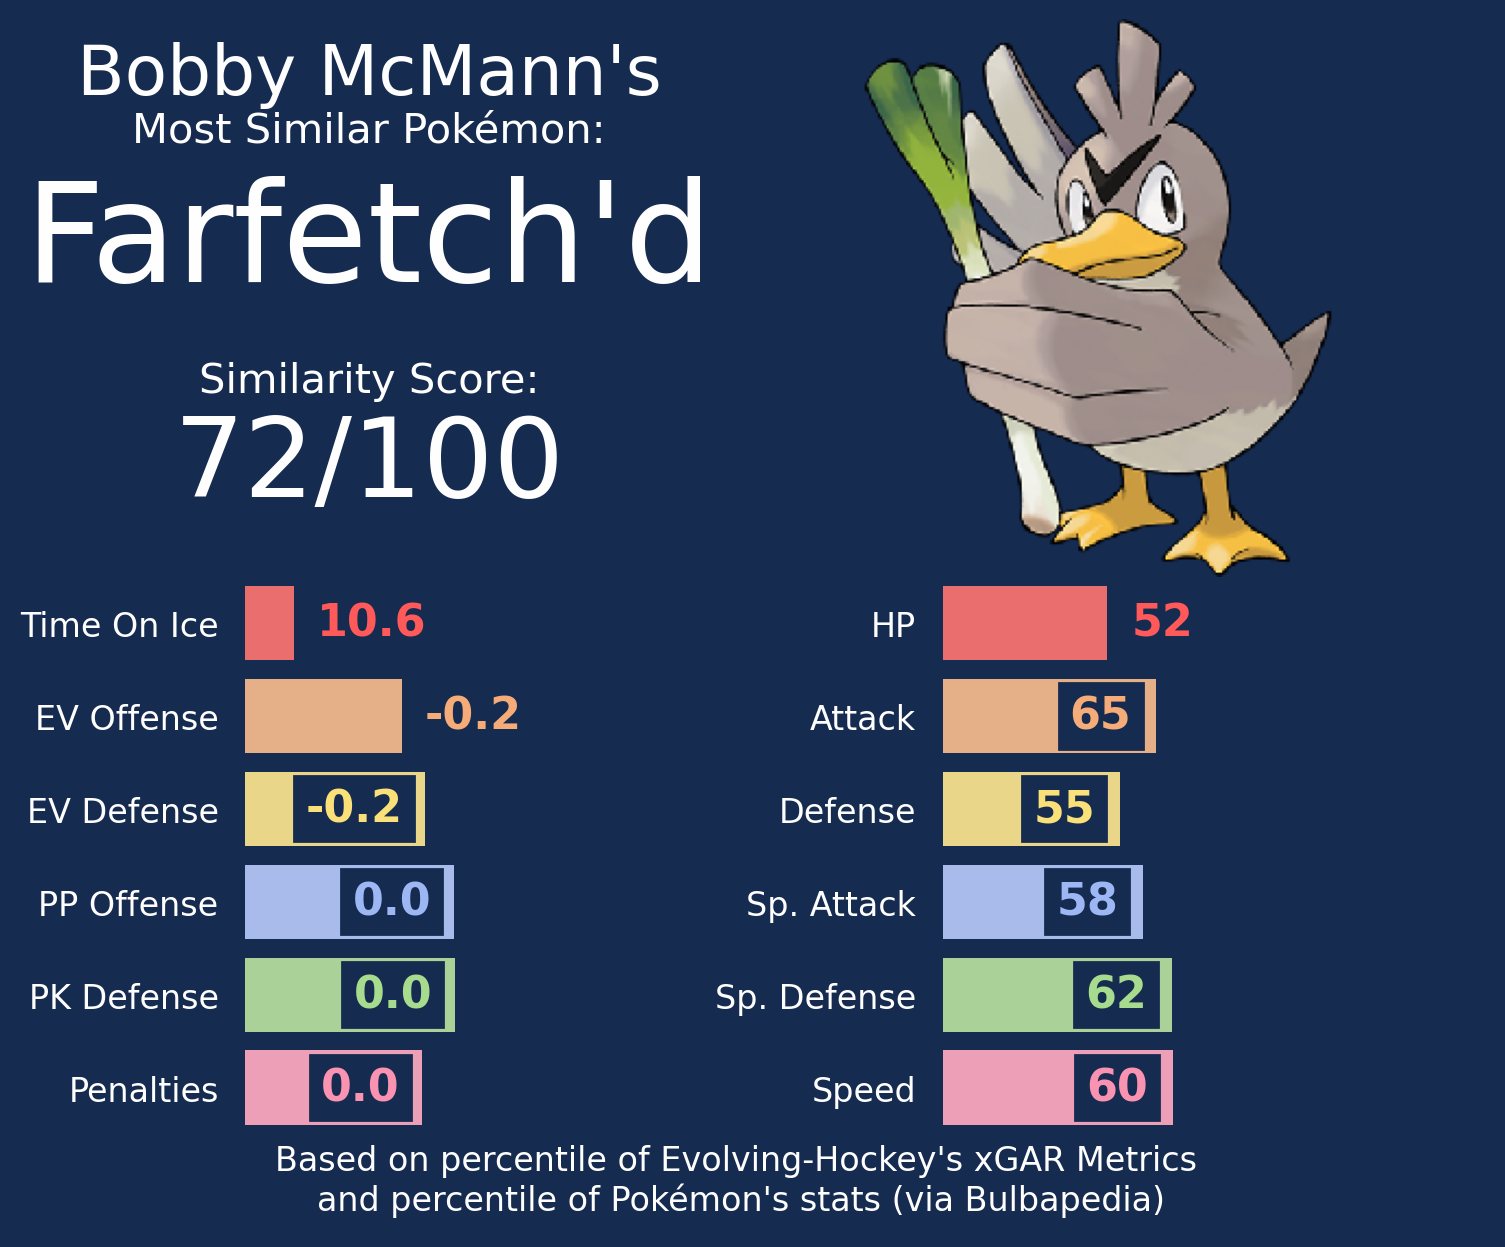 Bobby McMann's
Most Similar Pokémon:
Farfetch'd
Similarity Score:
72/100
Time On Ice 10.6
EV Offense -0.2
EV Defense -0.2
PP Offense 0.0
PK Defense 0.0
Penalties 0.0
HP 52
Attack 65
Defense 55
Sp. Attack 58
Sp. Defense 62
Speed 60
Based on percentile of Evolving-Hockey's xGAR Metrics
and percentile of Pokémon's stats (via Bulbapedia)